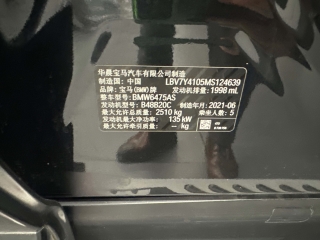 华晨宝马汽车有限公司制造
制造国：中国 LBV7Y4105MS124639
品牌：宝马(BMW)牌 发动机排量：1998 mL
整车型号：BMW6475AS
发动机型号：B48B20C 制造年月：2021-06
最大允许总质量：2510 kg 乘坐人数：5
发动机最大净功率：135 kW
最大允许牵引质量：-- kg